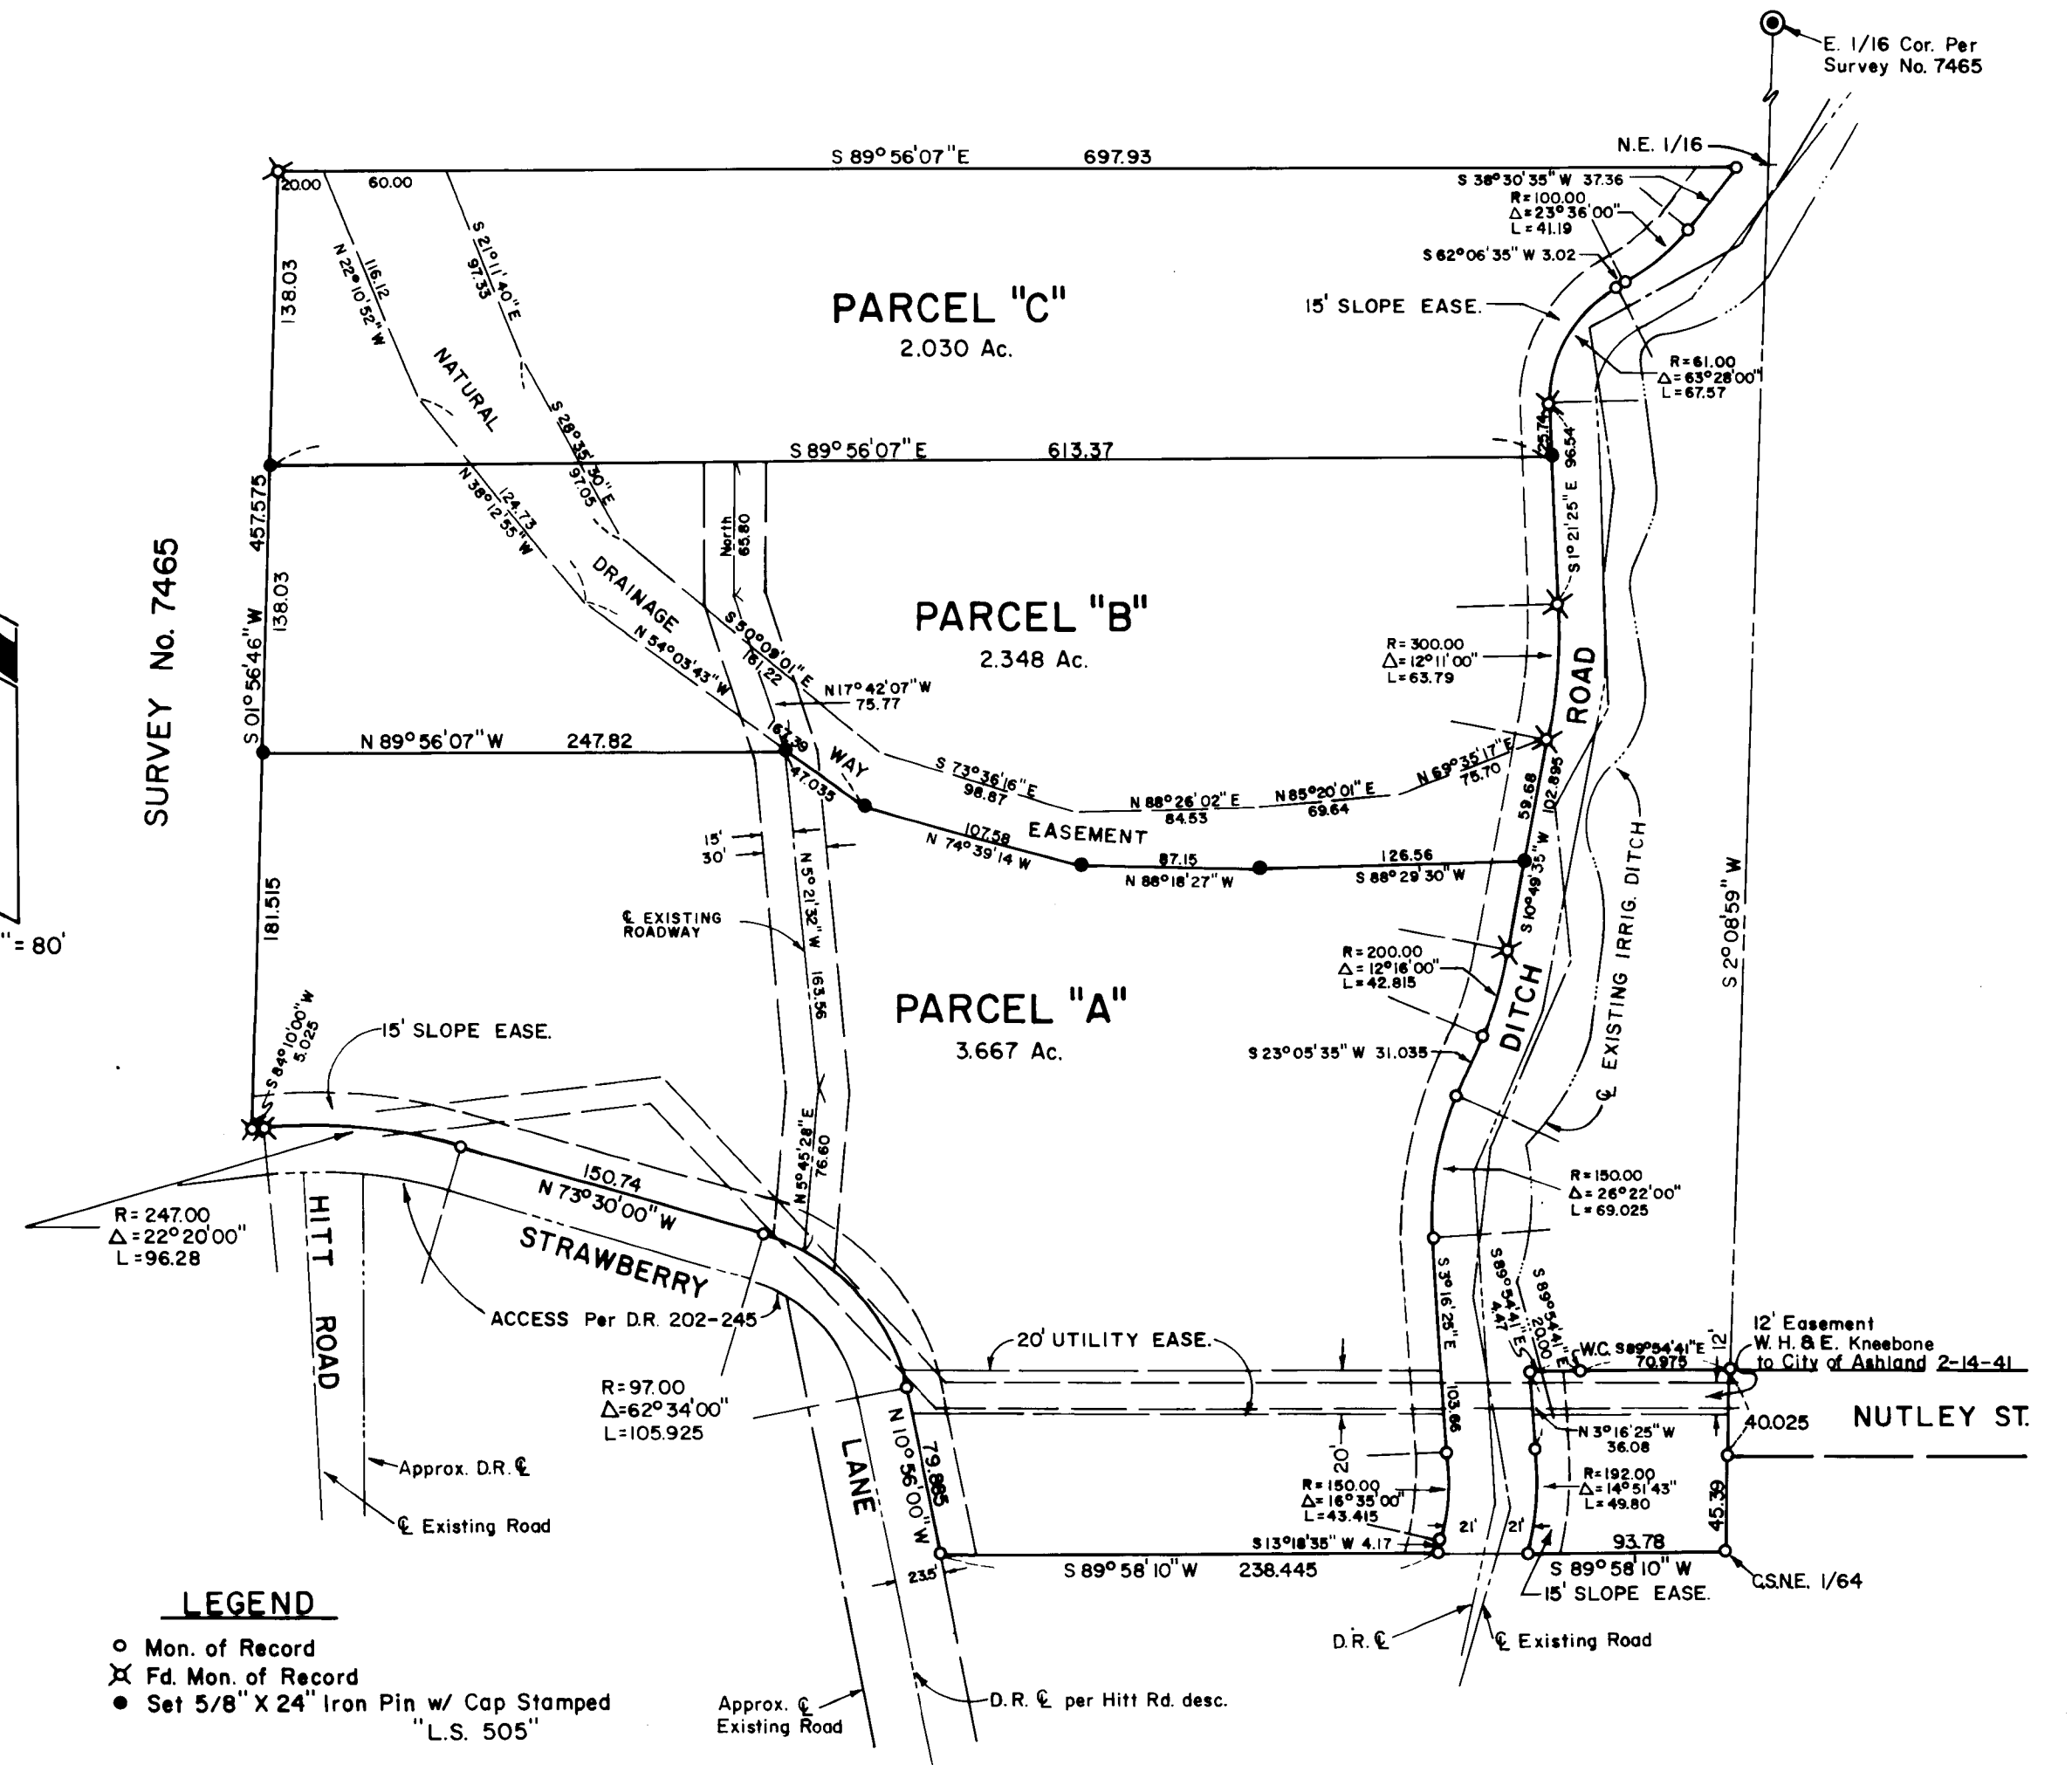 E. 1/16 Cor. Per
Survey No. 7465
N.E. 1/16
S 89°56'07"E 697.93
20.00 60.00
S 38°30'35"W 37.36
R=100.00
Δ=23°36'00"
L=41.19
S 62°06'35"W 3.02
15' SLOPE EASE.
138.03
116.12
N 22°10'52"W
S 21°11'40"E
97.33
PARCEL "C"
2.030 Ac.
R=61.00
Δ=63°28'00"
L=67.57
NATURAL
S 28°35'30"E
97.05
S 89°56'07"E 613.37
25.74
96.54
S 1°21'25"E
457.575
124.73
N 38°12'55"W
North
65.80
SURVEY No. 7465
138.03
S 01°56'46"W
DRAINAGE
S 50°09'01"E
161.22
N 54°03'43"W
167.39
PARCEL "B"
2.348 Ac.
R=300.00
Δ=12°11'00"
L=63.79
ROAD
N17°42'07"W
75.77
N 89°56'07"W 247.82
WAY
47.035
S 73°36'16"E
98.87
N 88°26'02"E
84.53
N85°20'01"E
69.64
N 69°35'17"E
75.70
59.68
102.895
S 10°49'35"W
EASEMENT
107.58
N 74°39'14 W
87.15
N 88°18'27"W
126.56
S 88°29'30"W
15'
30'
N 5°21'32"W 163.56
"= 80'
181.515
℄ EXISTING
ROADWAY
℄ EXISTING IRRIG. DITCH
S 2°08'59"W
R=200.00
Δ=12°16'00"
L=42.815
PARCEL "A"
3.667 Ac.
DITCH
S 84°10'00"W
5.025
15' SLOPE EASE.
S 23°05'35"W 31.035
N 5°45'28"E
76.60
150.74
N 73°30'00"W
R=150.00
Δ=26°22'00"
L=69.025
R=247.00
Δ=22°20'00"
L=96.28
HITT ROAD
STRAWBERRY
ACCESS Per D.R. 202-245
S 3°16'25"E
103.66
S 89°54'41"E
4.47
S 89°54'41"E
20.00
20' UTILITY EASE.
W.C. S89°54'41"E
70.975
12'
12' Easement
W. H. & E. Kneebone
to City of Ashland 2-14-41
R=97.00
Δ=62°34'00"
L=105.925
40.025
NUTLEY ST.
N 3°16'25"W
36.08
LANE
N 10°56'00"W
79.885
20'
Approx. D.R. ℄
R=150.00
Δ=16°35'00"
L=43.415
R=192.00
Δ=14°51'43"
L=49.80
45.39
℄ Existing Road
S 13°18'35"W 4.17
21' 21'
93.78
S 89°58'10"W 238.445
S 89°58'10"W
23.5'
15' SLOPE EASE.
C.S.N.E. 1/64
LEGEND
Mon. of Record
Fd. Mon. of Record
Set 5/8" X 24" Iron Pin w/ Cap Stamped
"L.S. 505"
D.R. ℄
℄ Existing Road
Approx. ℄
Existing Road
D.R. ℄ per Hitt Rd. desc.